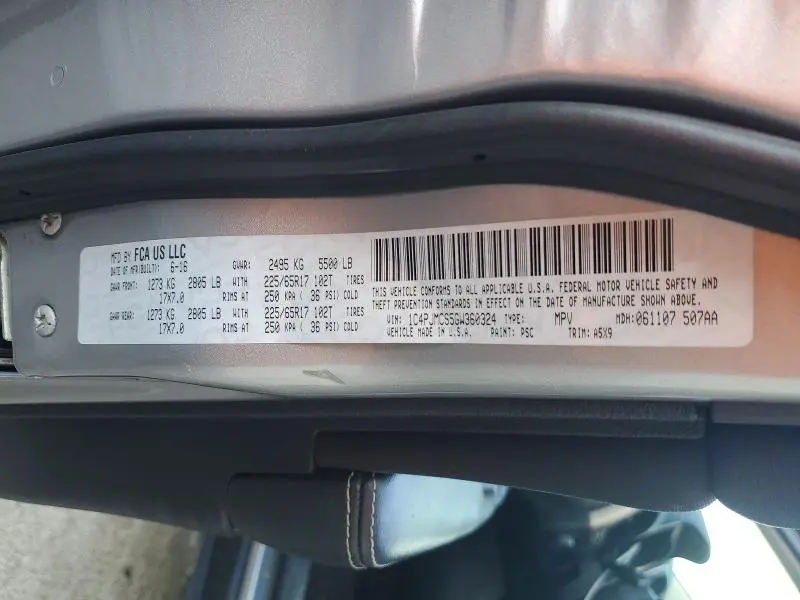 MFD BY FCA US LLC
DATE OF MFR(BUILT): 6-16 GVWR: 2495 KG 5500 LB
GAWR FRONT: 1273 KG 2805 LB WITH 225/65R17 102T TIRES
17X7.0 RIMS AT 250 KPA ( 36 PSI) COLD
GAWR REAR: 1273 KG 2805 LB WITH 225/65R17 102T TIRES
17X7.0 RIMS AT 250 KPA ( 36 PSI) COLD
THIS VEHICLE CONFORMS TO ALL APPLICABLE U.S.A. FEDERAL MOTOR VEHICLE SAFETY AND
THEFT PREVENTION STANDARDS IN EFFECT ON THE DATE OF MANUFACTURE SHOWN ABOVE.
VIN: 1C4PJMCS5GW360324 TYPE: MPV MDH:061107 507AA
VEHICLE MADE IN U.S.A. PAINT: PSC TRIM: A5X9